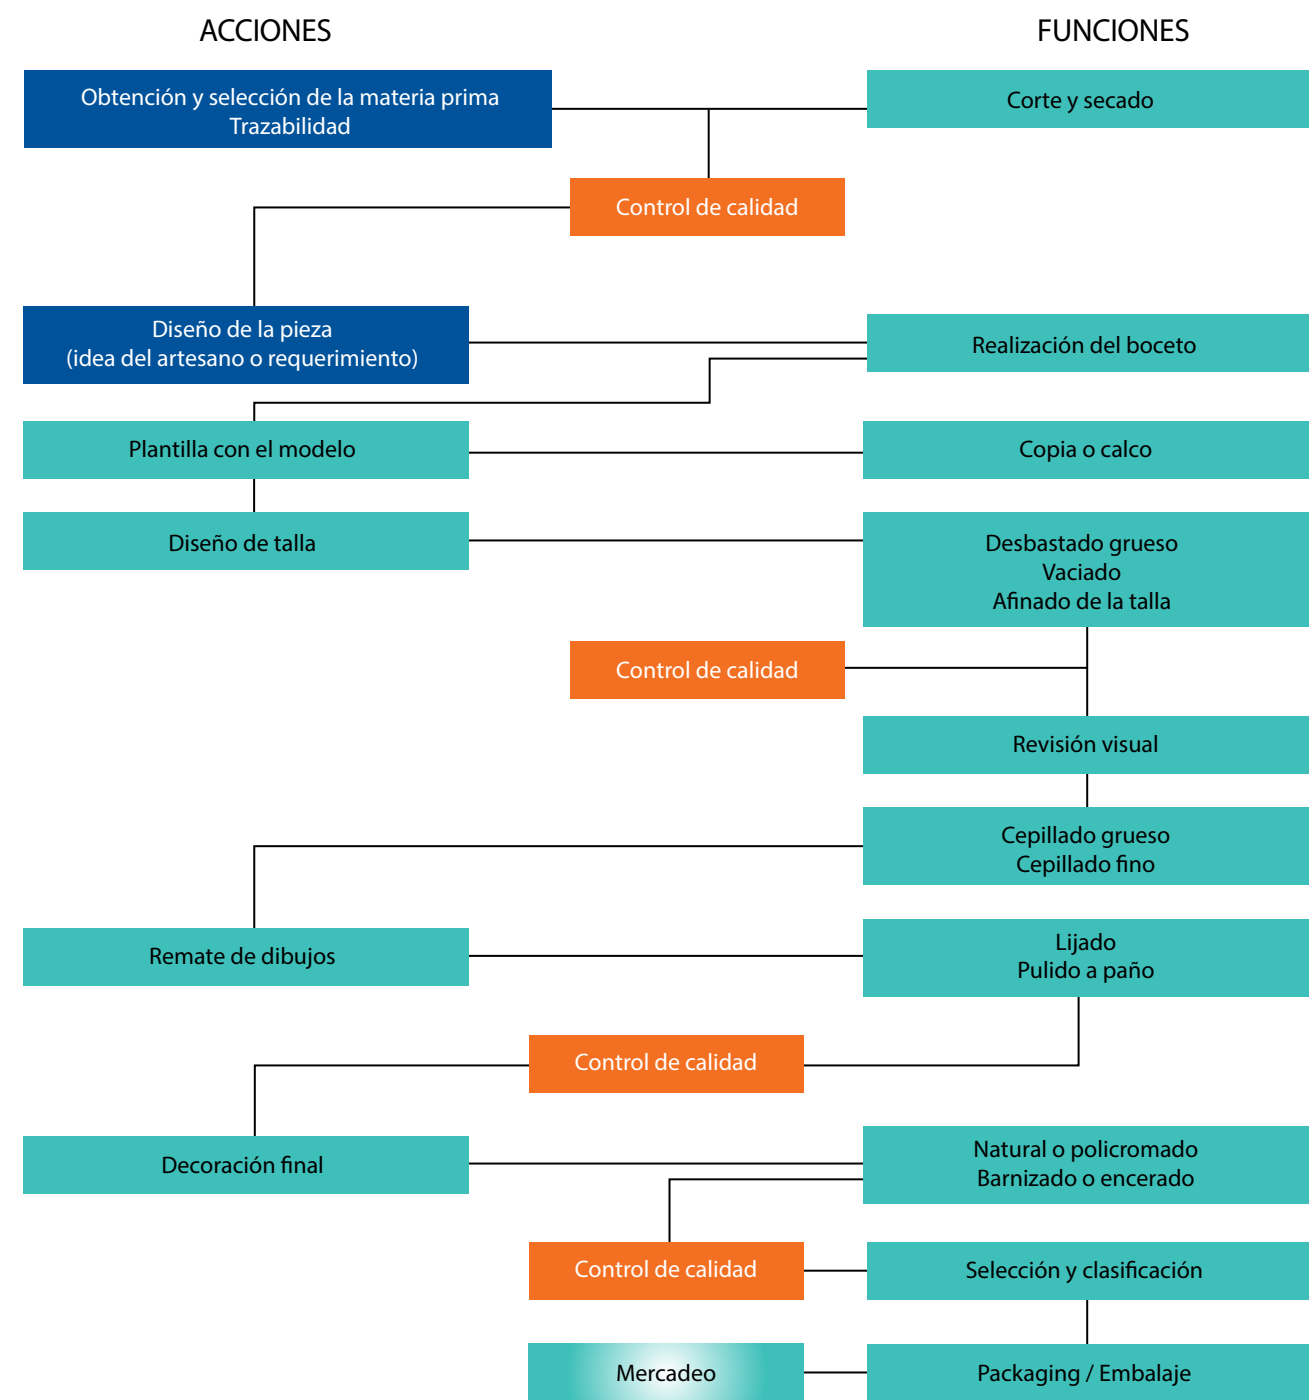 ACCIONES
FUNCIONES
Obtención y selección de la materia prima
Trazabilidad
Corte y secado
Control de calidad
Diseño de la pieza
(idea del artesano o requerimiento)
Realización del boceto
Plantilla con el modelo
Copia o calco
Diseño de talla
Desbastado grueso
Vaciado
Afinado de la talla
Control de calidad
Revisión visual
Cepillado grueso
Cepillado fino
Remate de dibujos
Lijado
Pulido a paño
Control de calidad
Decoración final
Natural o policromado
Barnizado o encerado
Control de calidad
Selección y clasificación
Mercadeo
Packaging / Embalaje